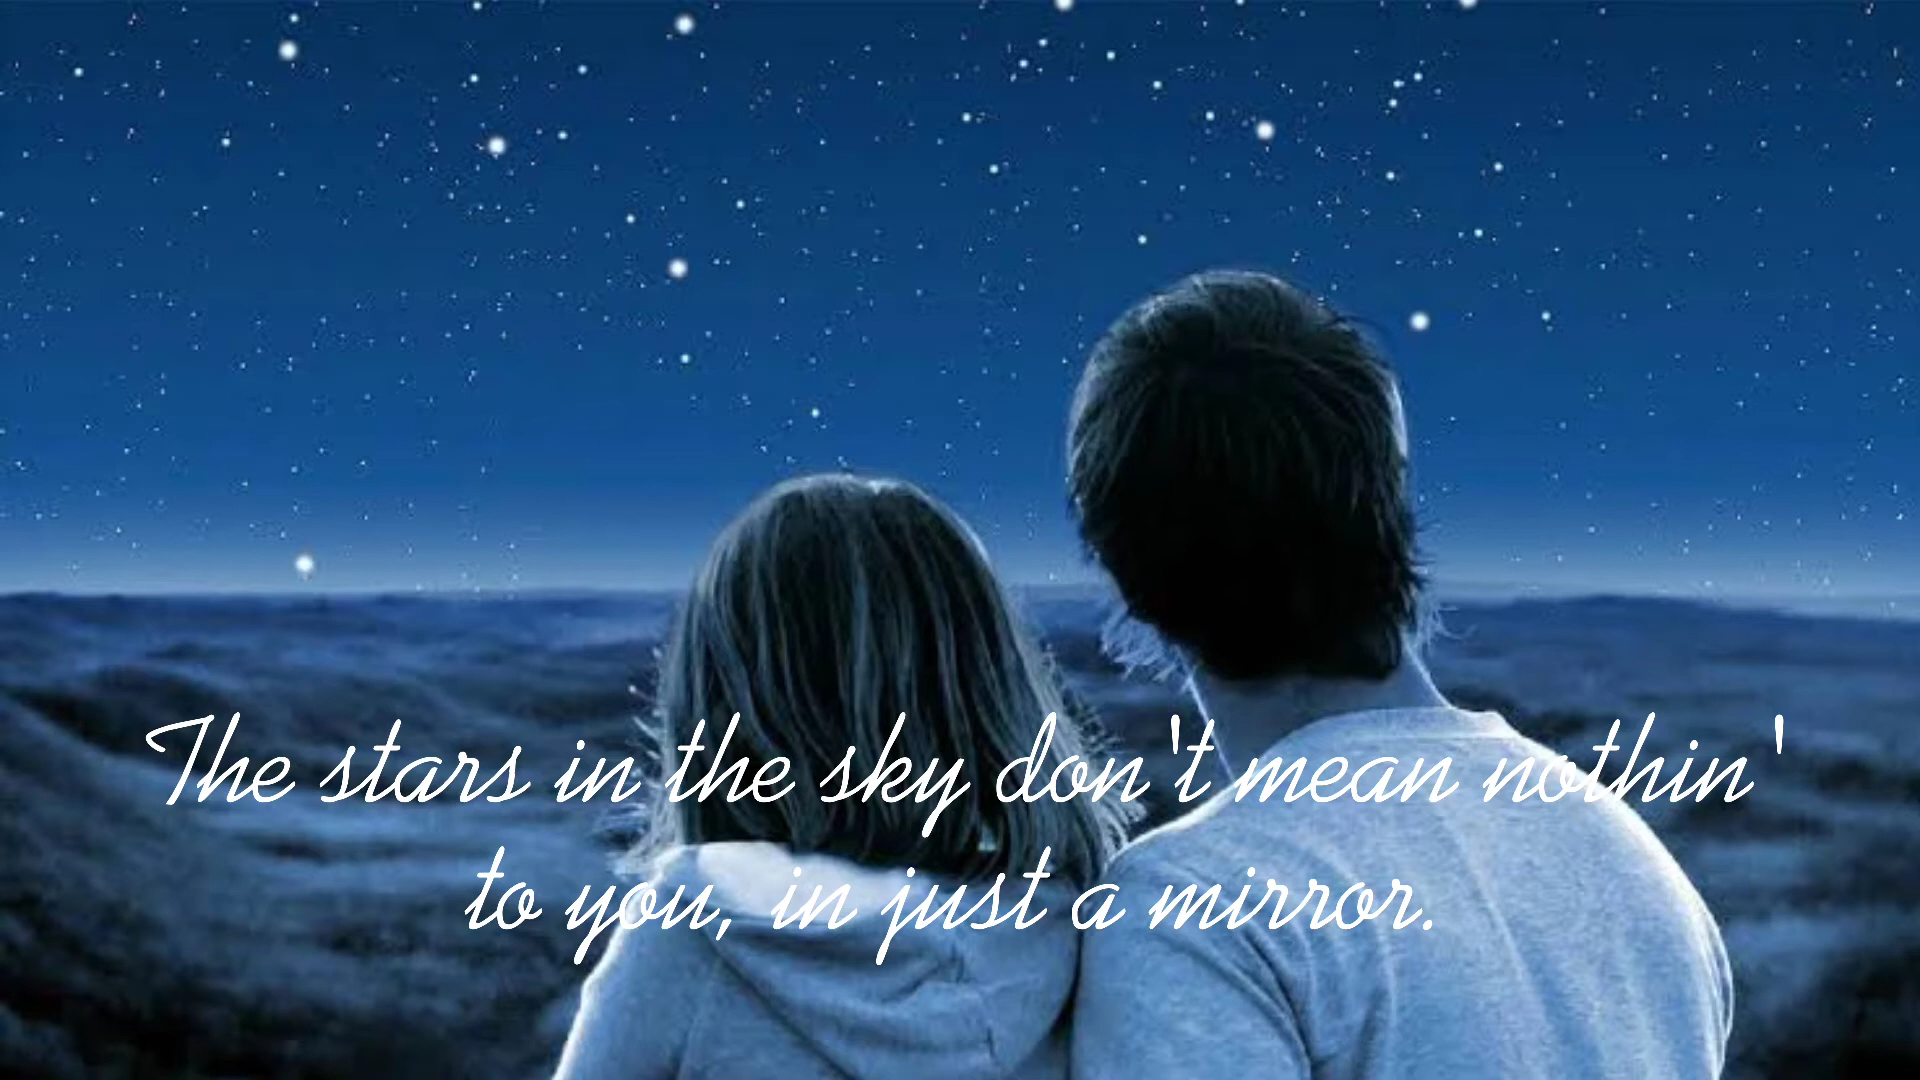 The stars in the sky don't mean nothin'
to you, in just a mirror.